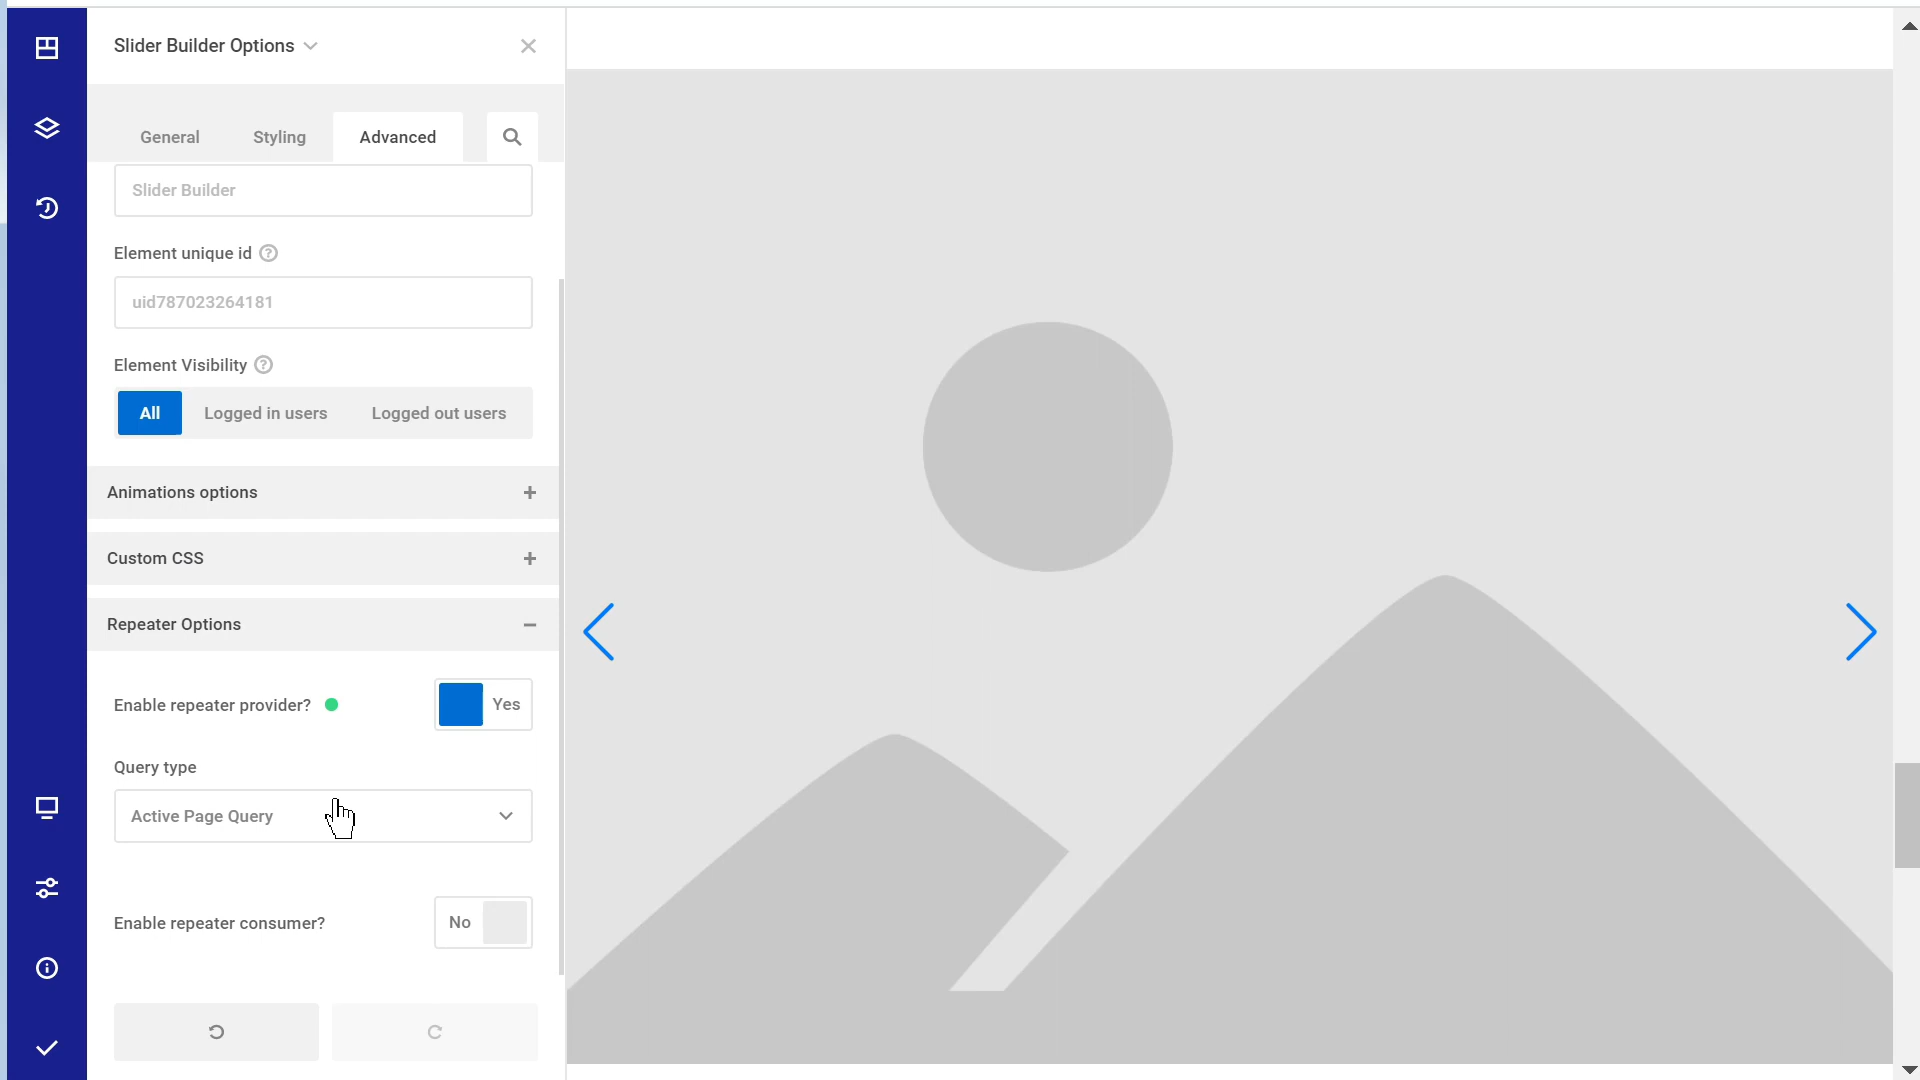 Slider Builder Options
General Styling Advanced
Slider Builder
Element unique id
uid787023264181
Element Visibility
All Logged in users Logged out users
Animations options
Custom CSS
Repeater Options
Enable repeater provider? Yes
Query type
Active Page Query
Enable repeater consumer? No